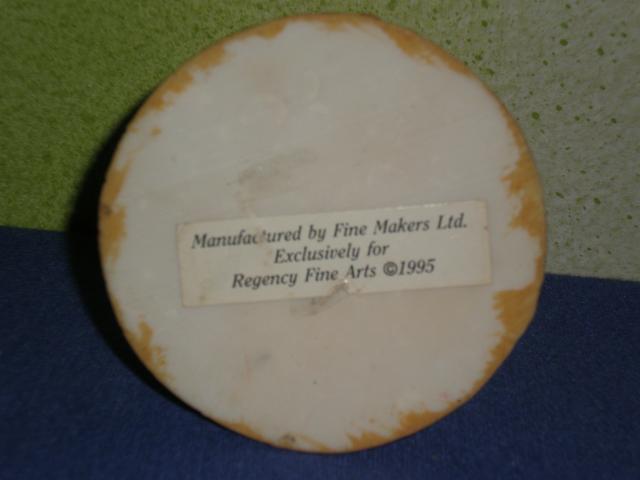 Manufactured by Fine Makers Ltd.
Exclusively for
Regency Fine Arts ©1995